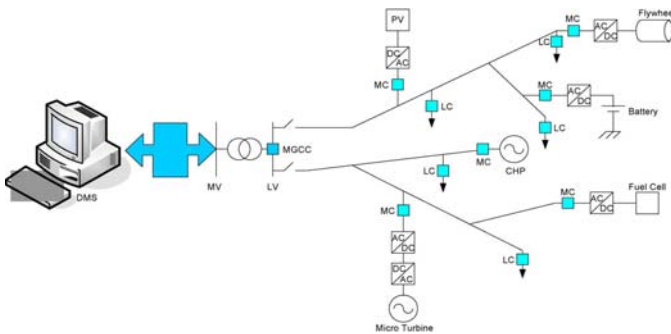 PV
DC
AC
MC
MC
AC
DC
Flywhee
LC
LC
MC
AC
DC
Battery
LC
DMS
MV
LV
MGCC
MC
CHP
LC
MC
AC
DC
DC
AC
Micro Turbine
LC
MC
AC
DC
Fuel Cell